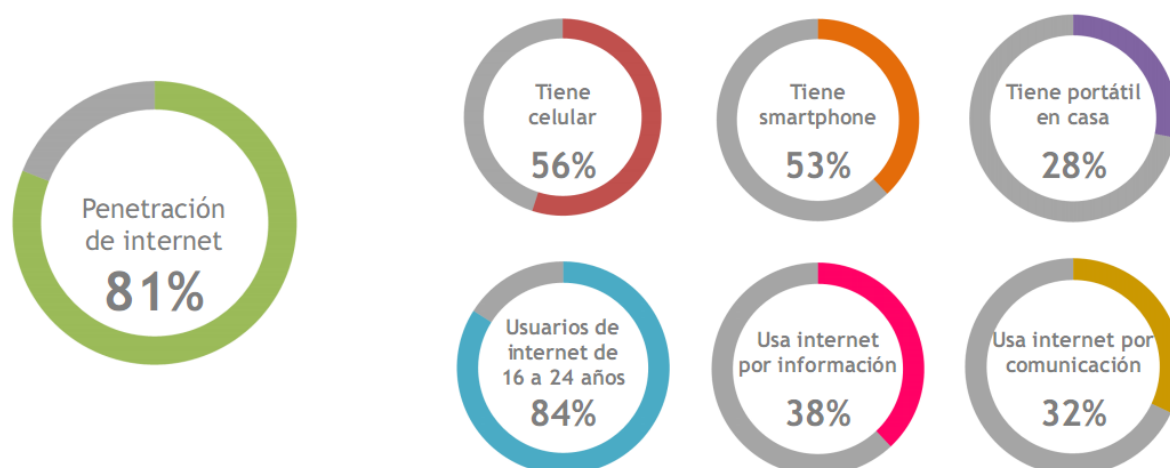 Penetración
de internet
81%
Tiene
celular
56%
Tiene
smartphone
53%
Tiene portátil
en casa
28%
Usuarios de
internet de
16 a 24 años
84%
Usa internet
por información
38%
Usa internet por
comunicación
32%